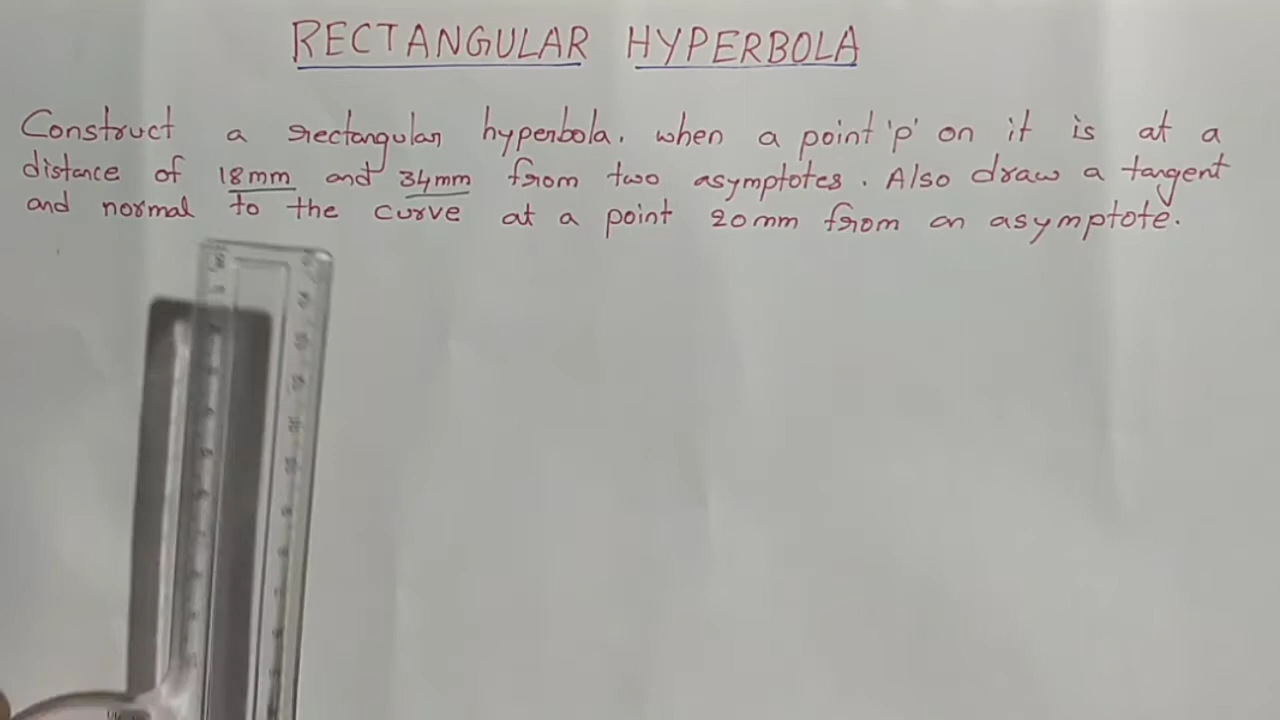 RECTANGULAR HYPERBOLA
Construct a rectangular hyperbola, when a point 'p' on it is at a
distance of 18mm and 34mm from two asymptotes. Also draw a tangent
and normal to the curve at a point 20mm from an asymptote.